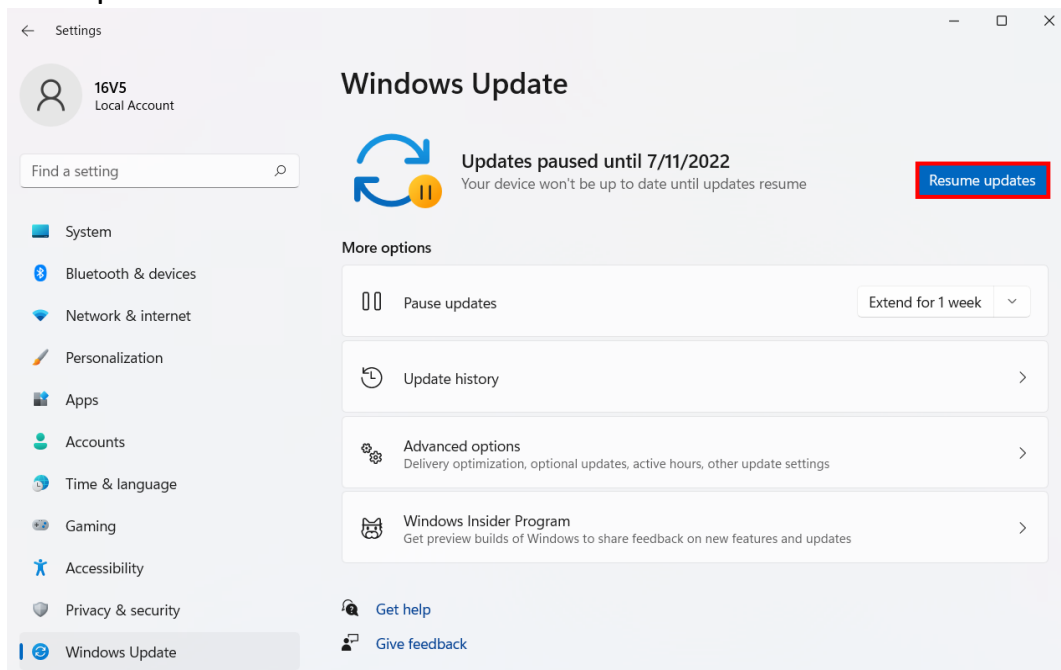 Settings
16V5
Local Account
Find a setting
System
Bluetooth & devices
Network & internet
Personalization
Apps
Accounts
Time & language
Gaming
Accessibility
Privacy & security
Windows Update
Windows Update
Updates paused until 7/11/2022
Your device won't be up to date until updates resume
Resume updates
More options
Pause updates
Extend for 1 week
Update history
Advanced options
Delivery optimization, optional updates, active hours, other update settings
Windows Insider Program
Get preview builds of Windows to share feedback on new features and updates
Get help
Give feedback